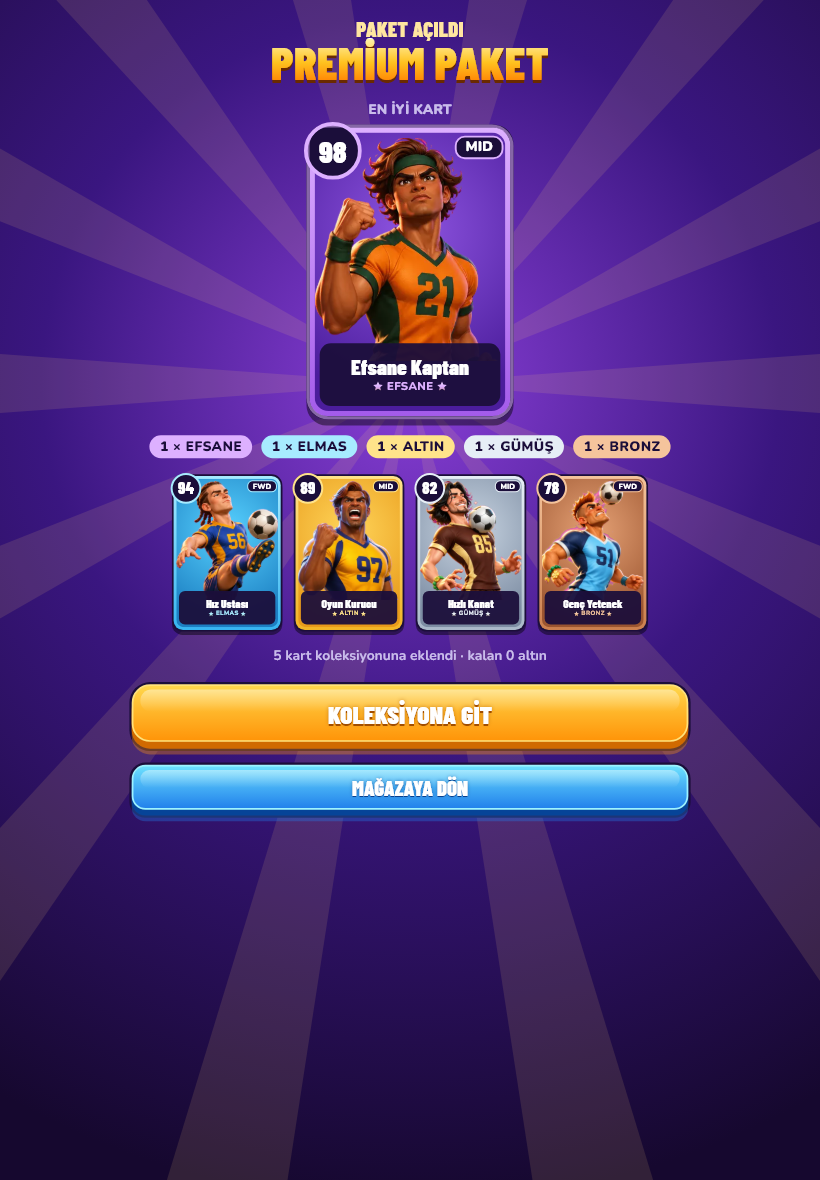 PAKET AÇILDI
PREMİUM PAKET
EN İYİ KART
98
MID
21
Efsane Kaptan
★ EFSANE ★
1 × EFSANE
1 × ELMAS
1 × ALTIN
1 × GÜMÜŞ
1 × BRONZ
94
FWD
56
Hız Ustası
★ ELMAS ★
89
MID
97
Oyun Kurucu
★ ALTIN ★
82
MID
85
Hızlı Kanat
★ GÜMÜŞ ★
78
FWD
51
Genç Yetenek
★ BRONZ ★
5 kart koleksiyonuna eklendi · kalan 0 altın
KOLEKSİYONA GİT
MAĞAZAYA DÖN